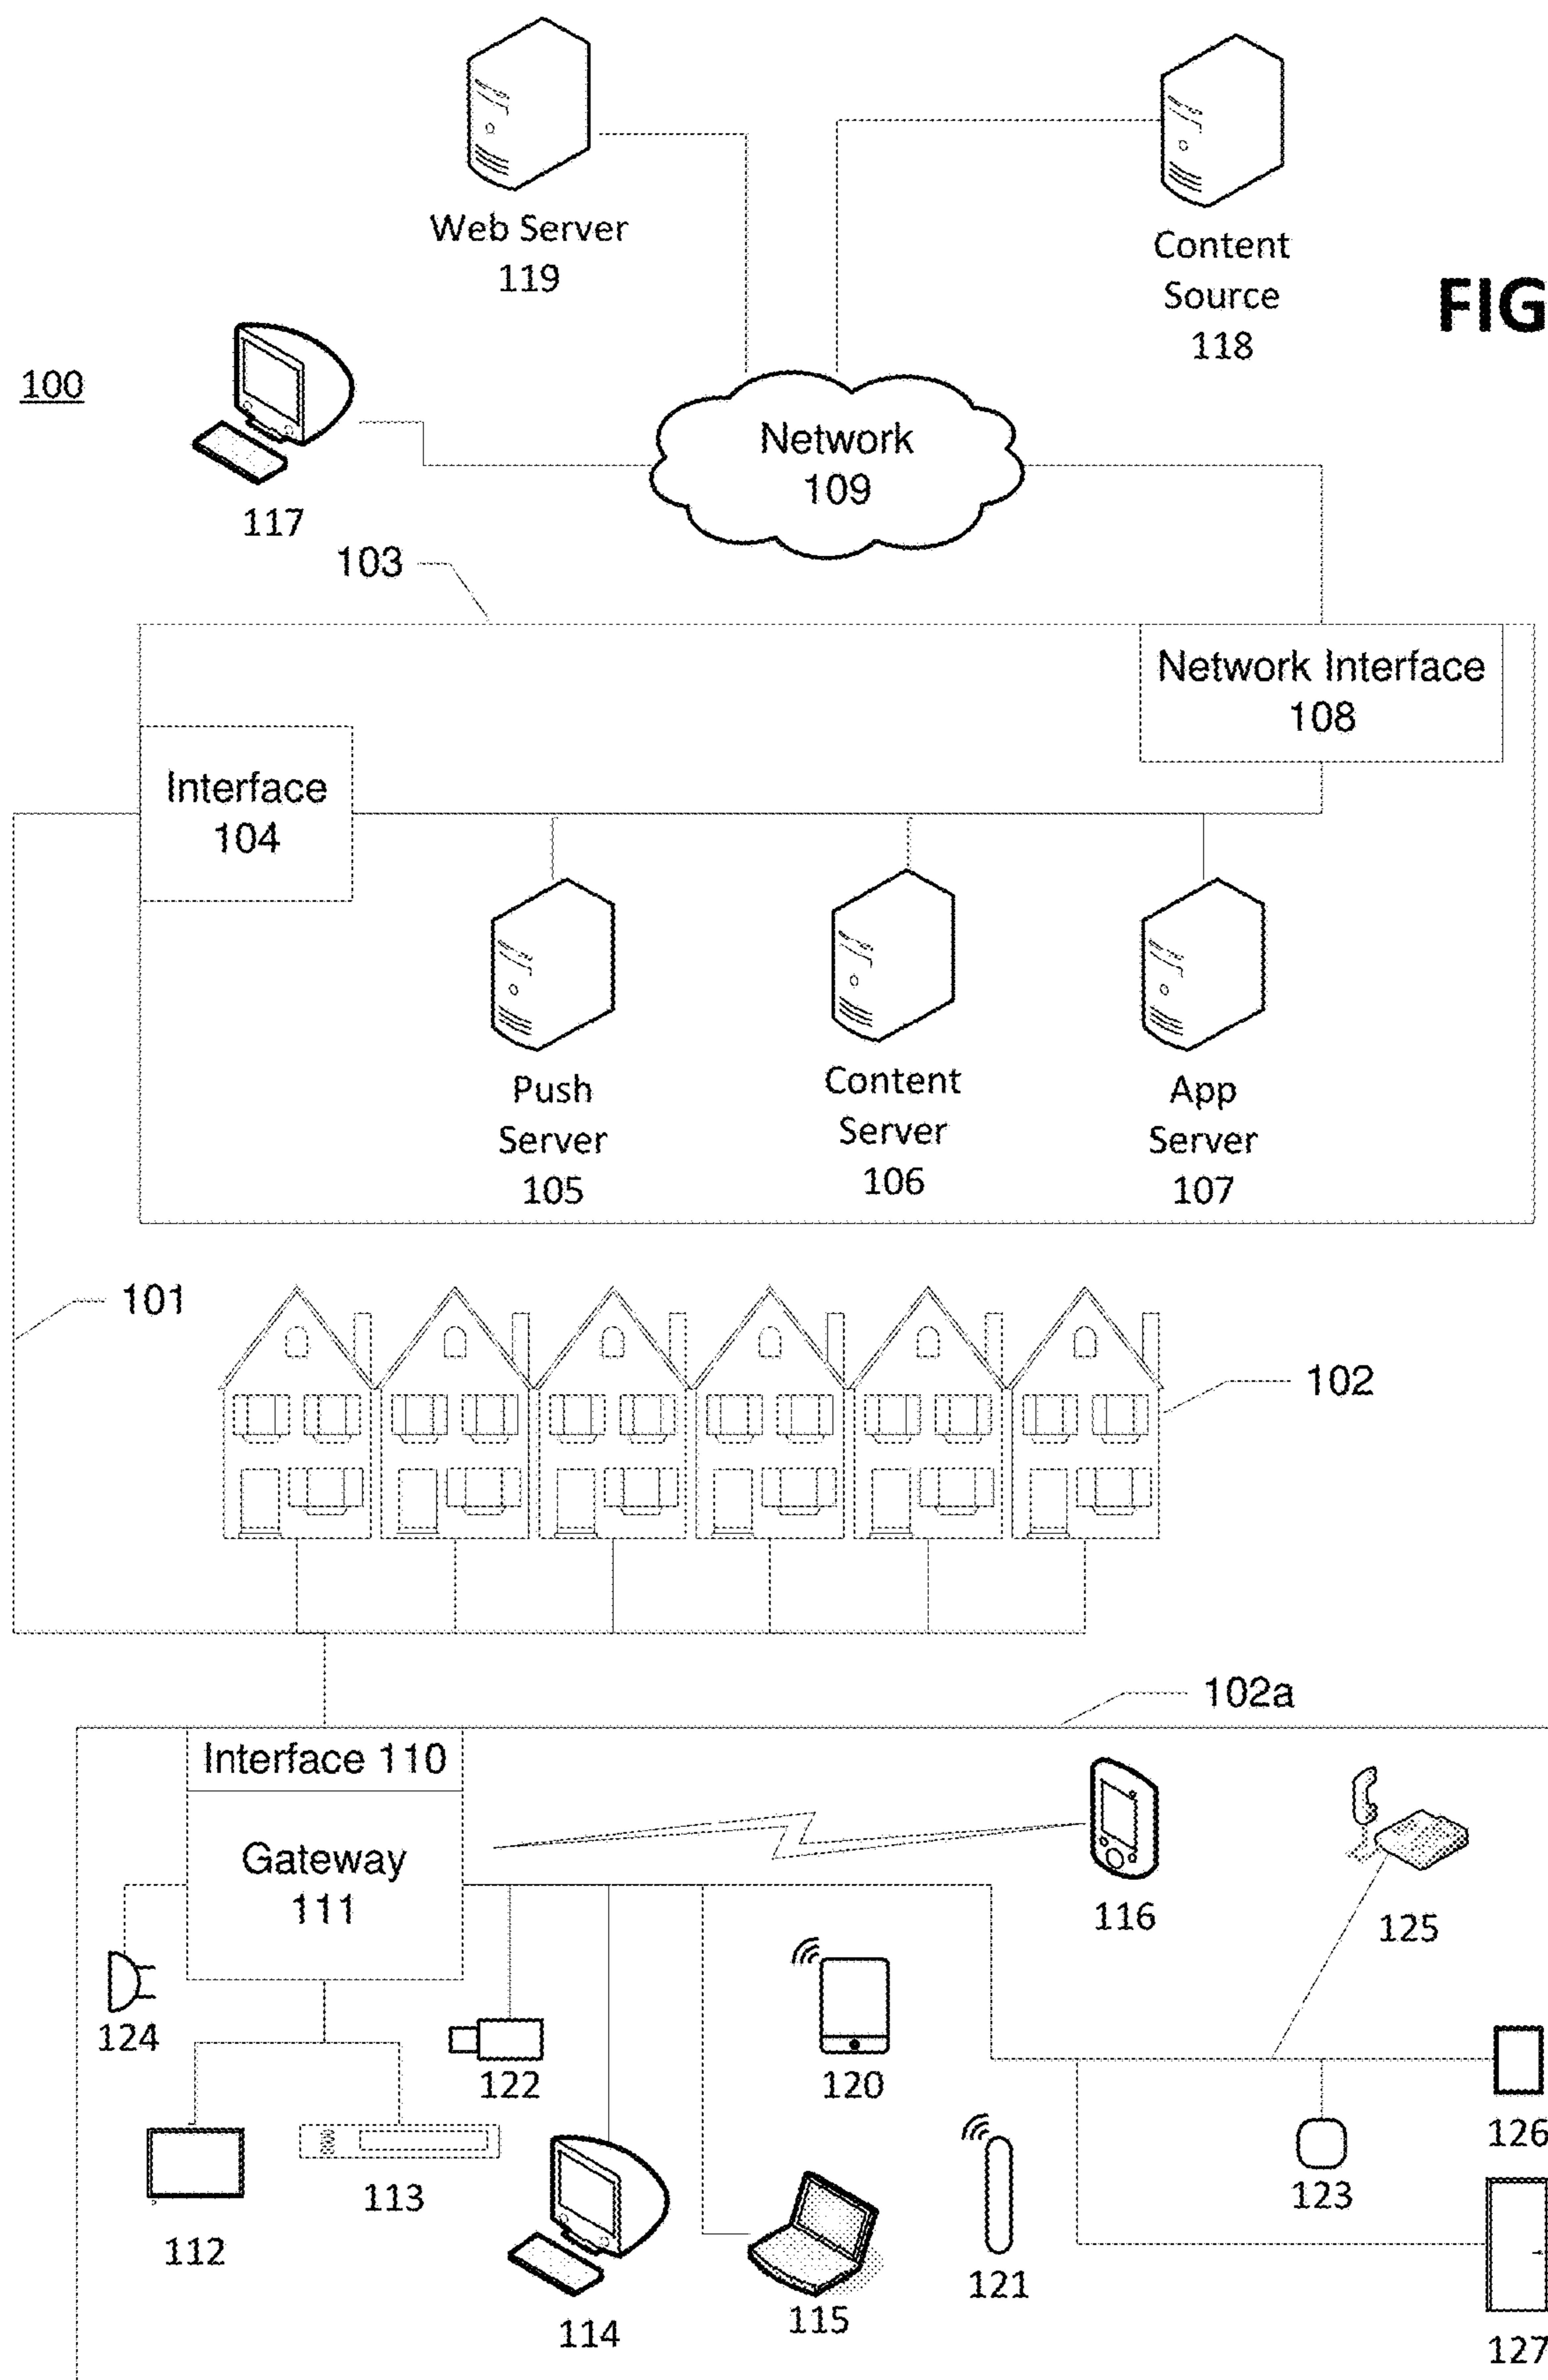 Web Server
119
Content
Source
118
FIG
100
117
Network
109
103
Network Interface
108
Interface
104
Push
Server
105
Content
Server
106
App
Server
107
101
102
102a
Interface 110
Gateway
111
116
125
124
122
120
126
112
113
123
114
115
121
127